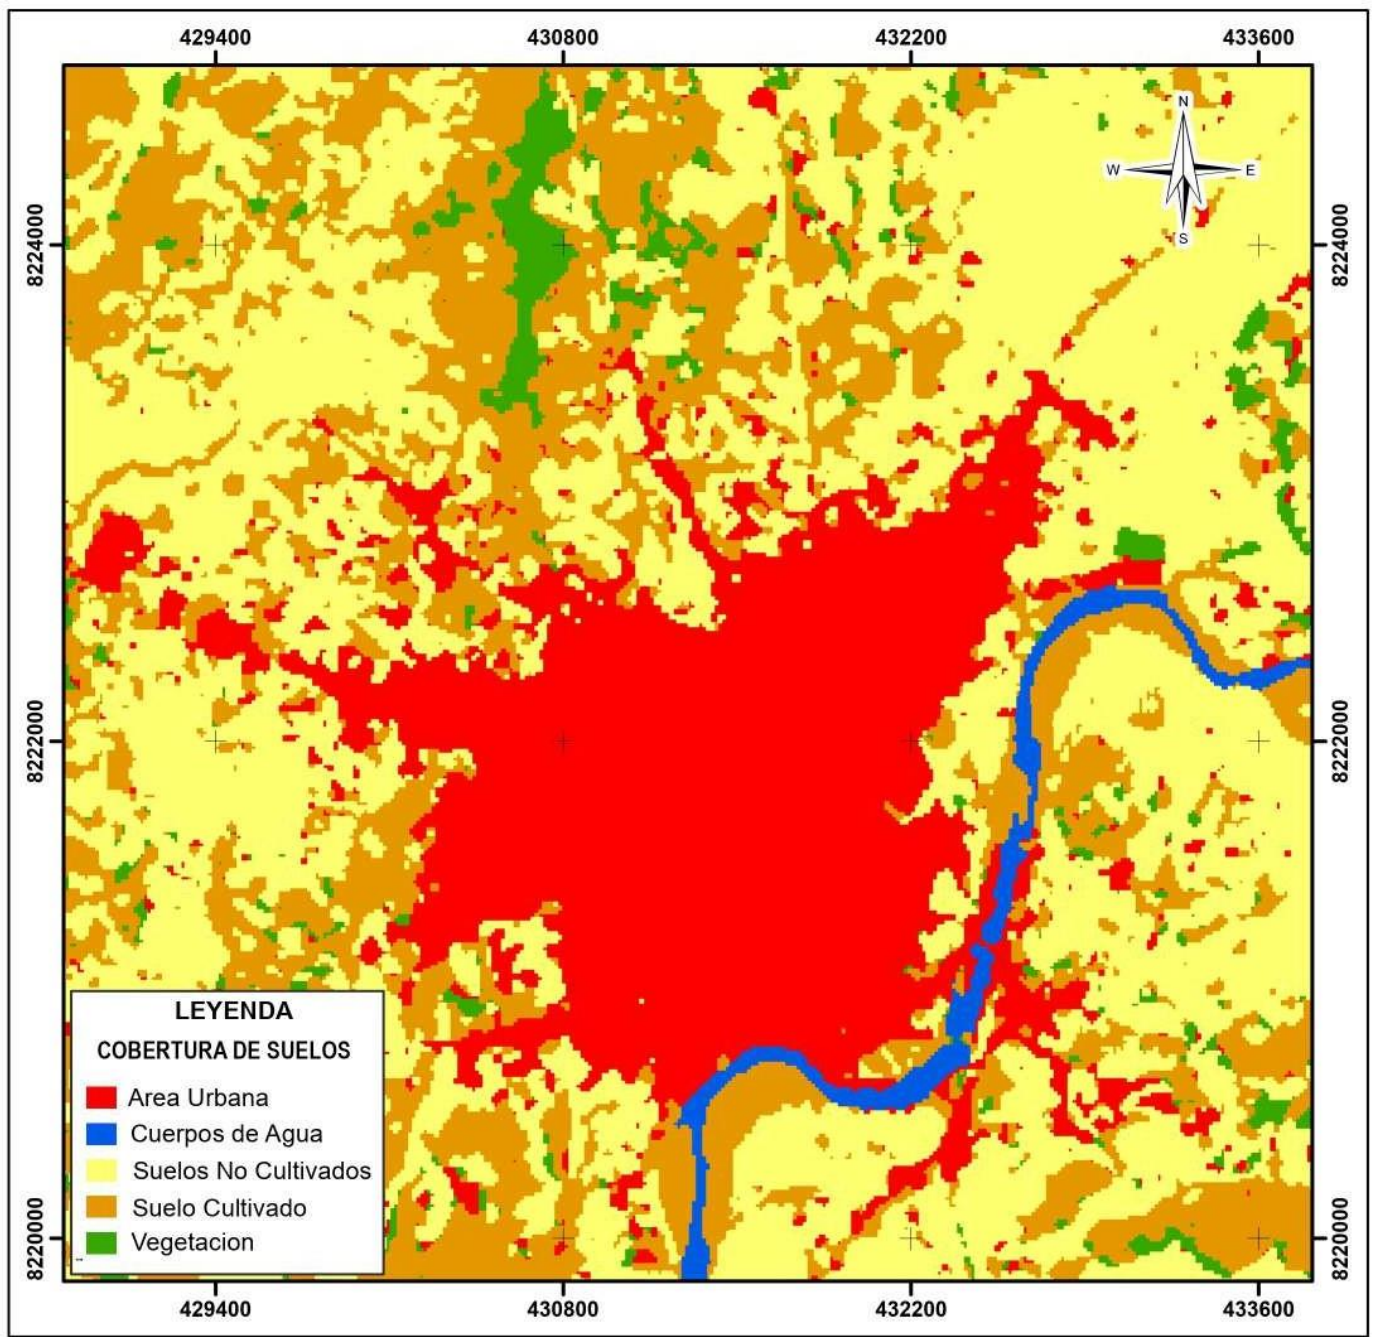 429400 430800 432200 433600
N
W E
S
8224000 8224000
8222000 8222000
LEYENDA
COBERTURA DE SUELOS
Area Urbana
Cuerpos de Agua
Suelos No Cultivados
Suelo Cultivado
Vegetacion
8220000 8220000
429400 430800 432200 433600